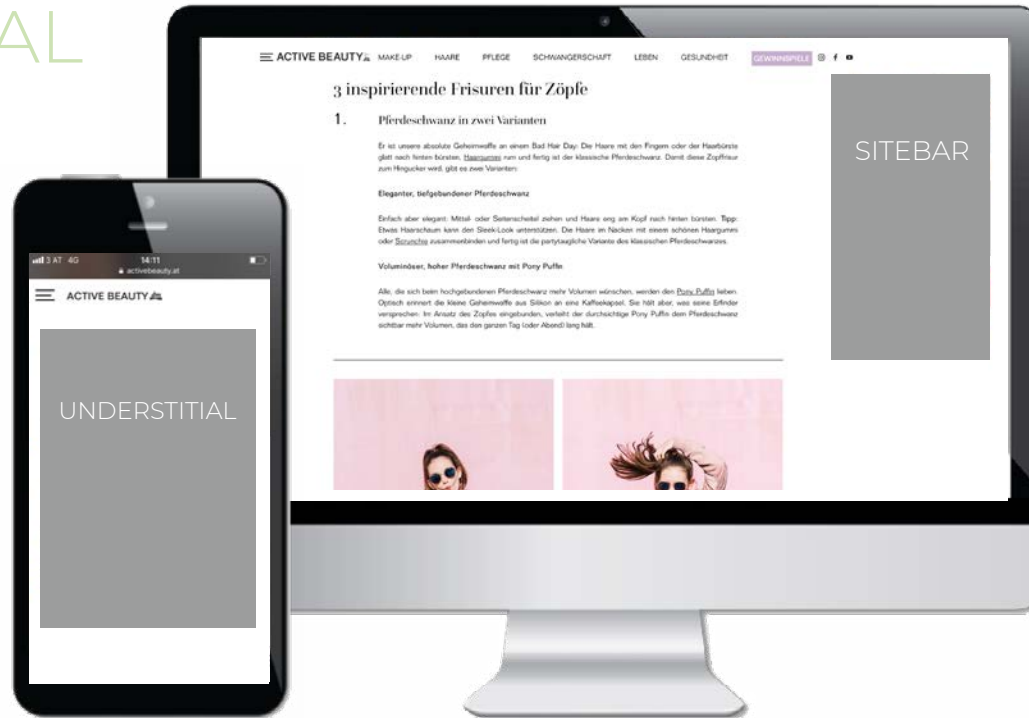 AL
ACTIVE BEAUTY MAKE-UP HAARE PFLEGE SCHWANGERSCHAFT LEBEN GESUNDHEIT GEWINNSPIELE
3 inspirierende Frisuren für Zöpfe
1. Pferdeschwanz in zwei Varianten
Er ist unsere absolute Geheimwaffe an einem Bad Hair Day: Die Haare mit den Fingern oder der Haarbürste
glatt nach hinten bürsten, Haargummi rum und fertig ist der klassische Pferdeschwanz. Damit diese Zopffrisur
zum Hingucker wird, gibt es zwei Varianten:
Eleganter, tiefgebundener Pferdeschwanz
Einfach aber elegant: Mittel- oder Seitenscheitel ziehen und Haare eng am Kopf nach hinten bürsten. Tipp:
Etwas Haarschaum kann den Sleek-Look unterstützen. Die Haare im Nacken mit einem schönen Haargummi
oder Scrunchie zusammenbinden und fertig ist die partytaugliche Variante des klassischen Pferdeschwanzes.
Voluminöser, hoher Pferdeschwanz mit Pony Puffin
Alle, die sich beim hochgebundenen Pferdeschwanz mehr Volumen wünschen, werden den Pony Puffin lieben.
Optisch erinnert die kleine Geheimwaffe aus Silikon an eine Kaffeekapsel. Sie hält aber, was seine Erfinder
versprechen: Im Ansatz des Zopfes eingebunden, verleiht der durchsichtige Pony Puffin dem Pferdeschwanz
sichtbar mehr Volumen, das den ganzen Tag (oder Abend) lang hält.
SITEBAR
3 AT 4G 14:11
activebeauty.at
ACTIVE BEAUTY
UNDERSTITIAL